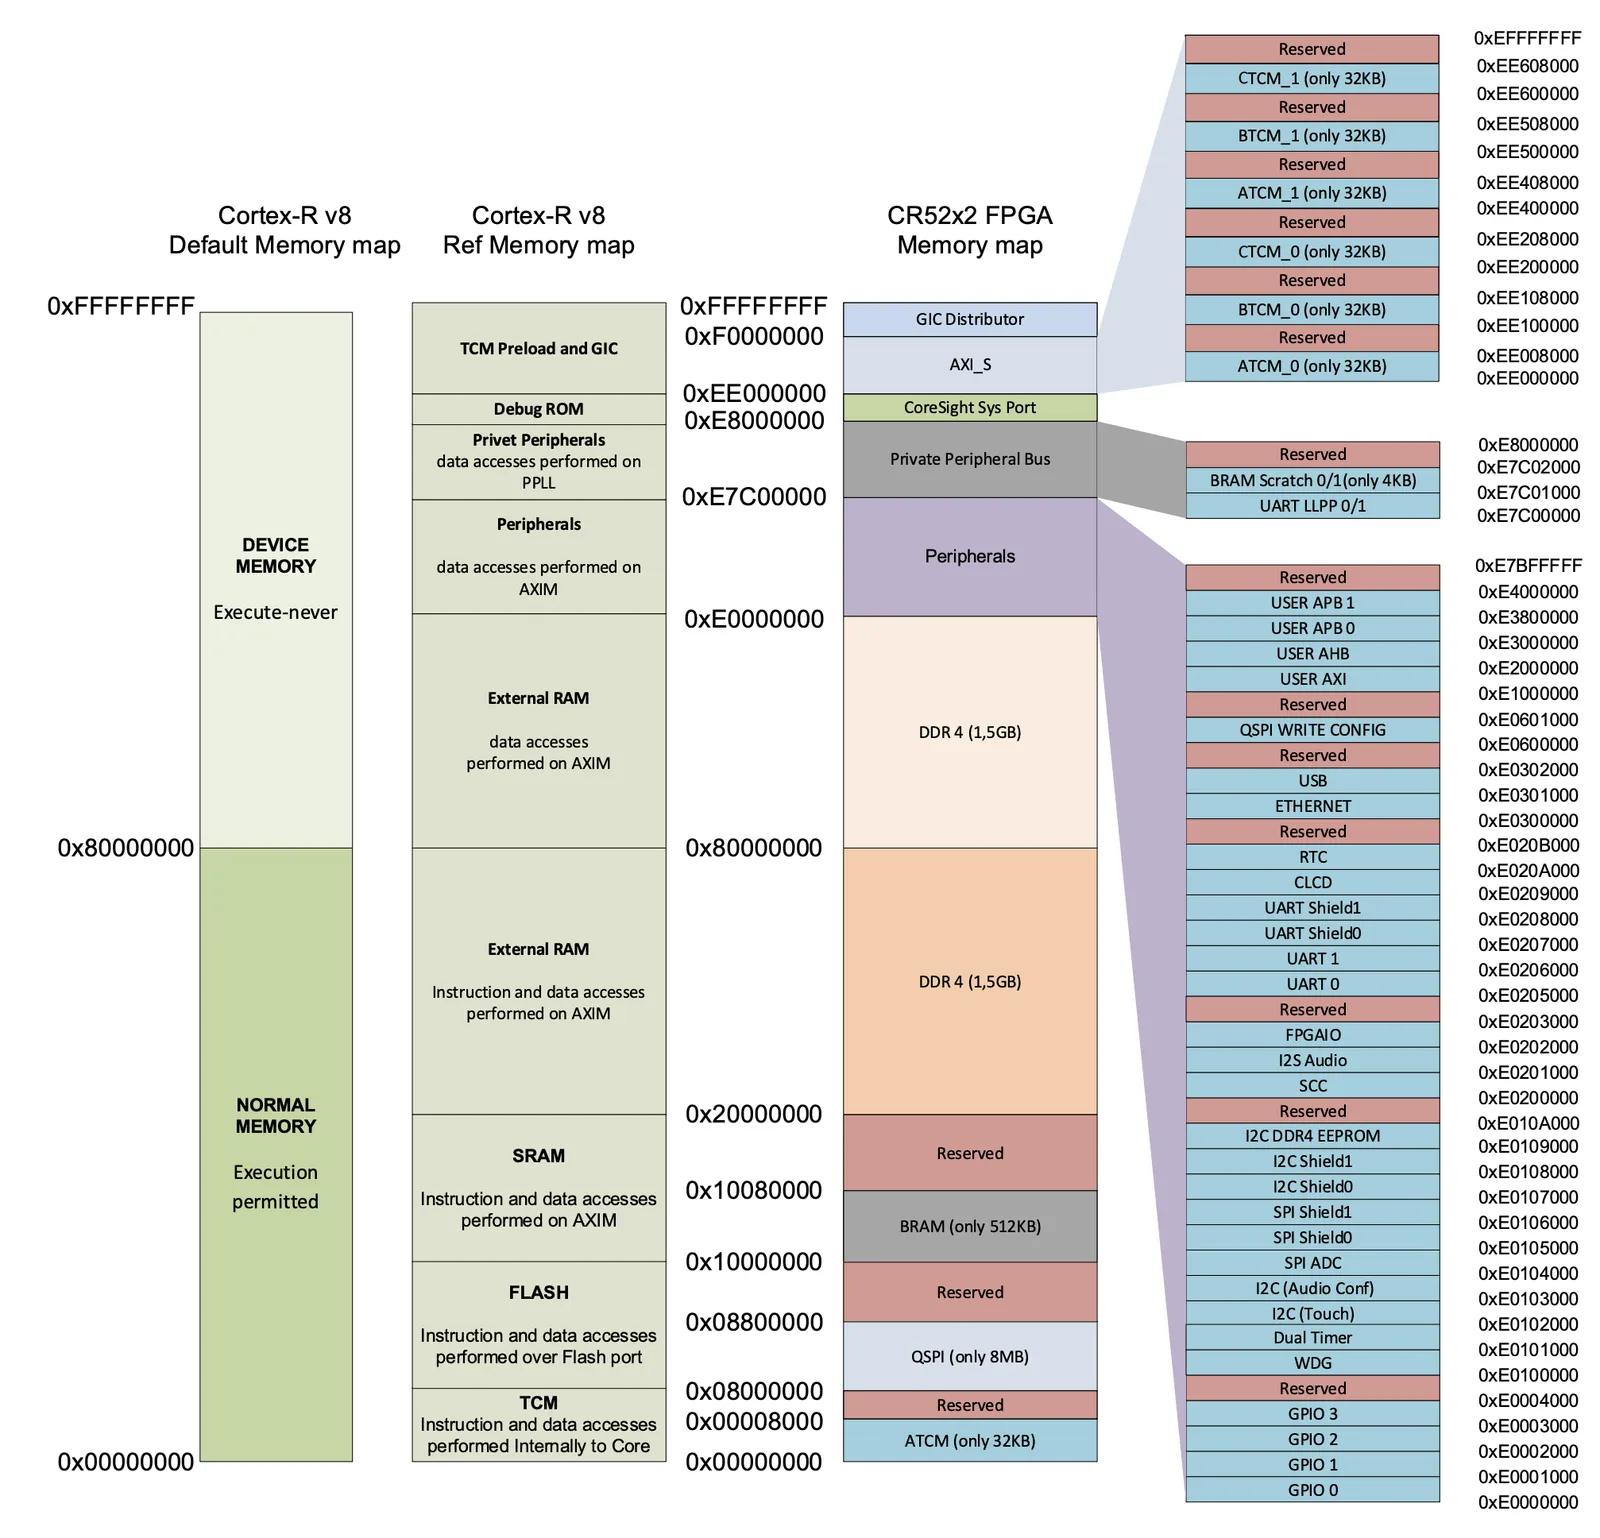 Cortex-R v8
Default Memory map
0xFFFFFFFF
DEVICE
MEMORY
Execute-never
0x80000000
NORMAL
MEMORY
Execution
permitted
0x00000000
Cortex-R v8
Ref Memory map
TCM Preload and GIC
Debug ROM
Privet Peripherals
data accesses performed on
PPLL
Peripherals
data accesses performed on
AXIM
External RAM
data accesses
performed on AXIM
External RAM
Instruction and data accesses
performed on AXIM
SRAM
Instruction and data accesses
performed on AXIM
FLASH
Instruction and data accesses
performed over Flash port
TCM
Instruction and data accesses
performed Internally to Core
0xFFFFFFFF
0xF0000000
0xEE000000
0xE8000000
0xE7C00000
0xE0000000
0x80000000
0x20000000
0x10080000
0x10000000
0x08800000
0x08000000
0x00008000
0x00000000
CR52x2 FPGA
Memory map
GIC Distributor
AXI_S
CoreSight Sys Port
Private Peripheral Bus
Peripherals
DDR 4 (1,5GB)
DDR 4 (1,5GB)
Reserved
BRAM (only 512KB)
Reserved
QSPI (only 8MB)
Reserved
ATCM (only 32KB)
Reserved
CTCM_1 (only 32KB)
Reserved
BTCM_1 (only 32KB)
Reserved
ATCM_1 (only 32KB)
Reserved
CTCM_0 (only 32KB)
Reserved
BTCM_0 (only 32KB)
Reserved
ATCM_0 (only 32KB)
0xEFFFFFFF
0xEE608000
0xEE600000
0xEE508000
0xEE500000
0xEE408000
0xEE400000
0xEE208000
0xEE200000
0xEE108000
0xEE100000
0xEE008000
0xEE000000
Reserved
BRAM Scratch 0/1(only 4KB)
UART LLPP 0/1
0xE8000000
0xE7C02000
0xE7C01000
0xE7C00000
Reserved
USER APB 1
USER APB 0
USER AHB
USER AXI
Reserved
QSPI WRITE CONFIG
Reserved
USB
ETHERNET
Reserved
RTC
CLCD
UART Shield1
UART Shield0
UART 1
UART 0
Reserved
FPGAIO
I2S Audio
SCC
Reserved
I2C DDR4 EEPROM
I2C Shield1
I2C Shield0
SPI Shield1
SPI Shield0
SPI ADC
I2C (Audio Conf)
I2C (Touch)
Dual Timer
WDG
Reserved
GPIO 3
GPIO 2
GPIO 1
GPIO 0
0xE7BFFFFF
0xE4000000
0xE3800000
0xE3000000
0xE2000000
0xE1000000
0xE0601000
0xE0600000
0xE0302000
0xE0301000
0xE0300000
0xE020B000
0xE020A000
0xE0209000
0xE0208000
0xE0207000
0xE0206000
0xE0205000
0xE0203000
0xE0202000
0xE0201000
0xE0200000
0xE010A000
0xE0109000
0xE0108000
0xE0107000
0xE0106000
0xE0105000
0xE0104000
0xE0103000
0xE0102000
0xE0101000
0xE0100000
0xE0004000
0xE0003000
0xE0002000
0xE0001000
0xE0000000